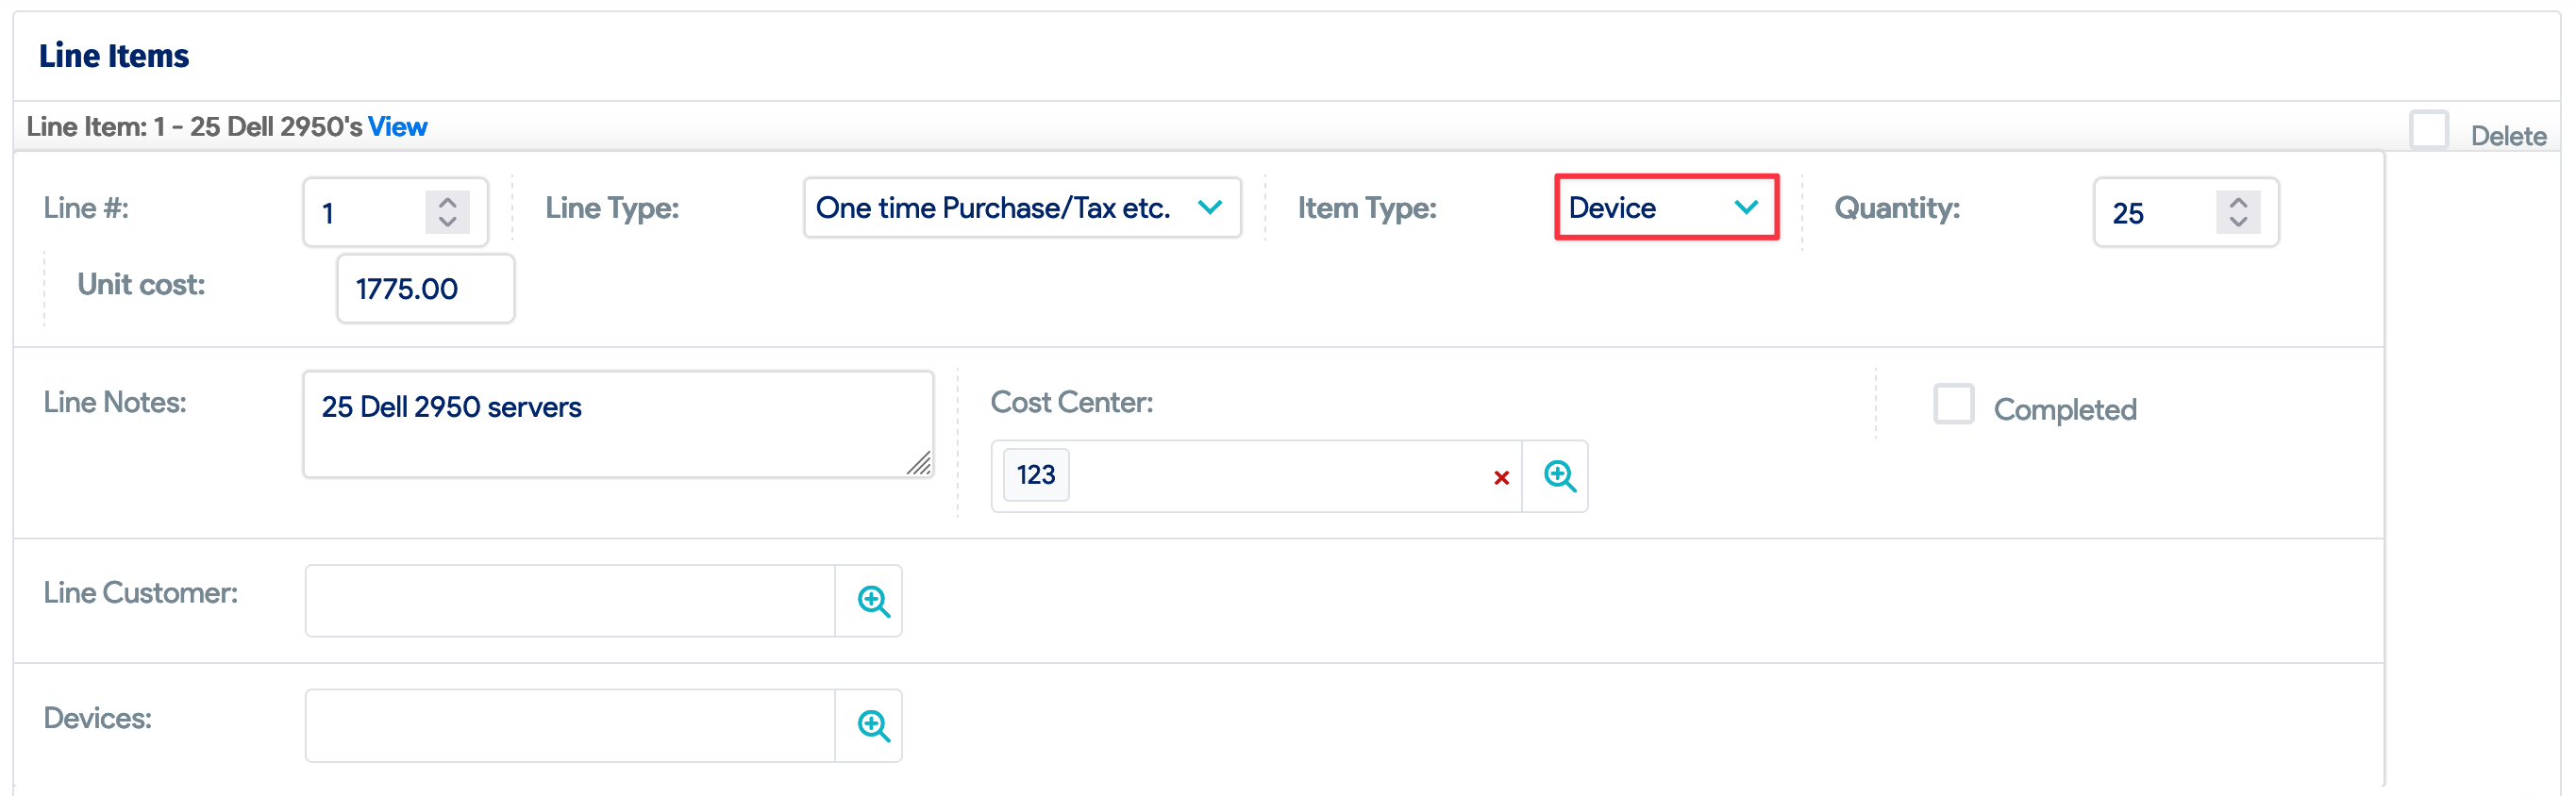 Line Items
Line Item: 1 - 25 Dell 2950's View Delete
Line #: 1 Line Type: One time Purchase/Tax etc. Item Type: Device Quantity: 25
Unit cost: 1775.00
Line Notes: 25 Dell 2950 servers Cost Center: Completed
123
Line Customer:
Devices: